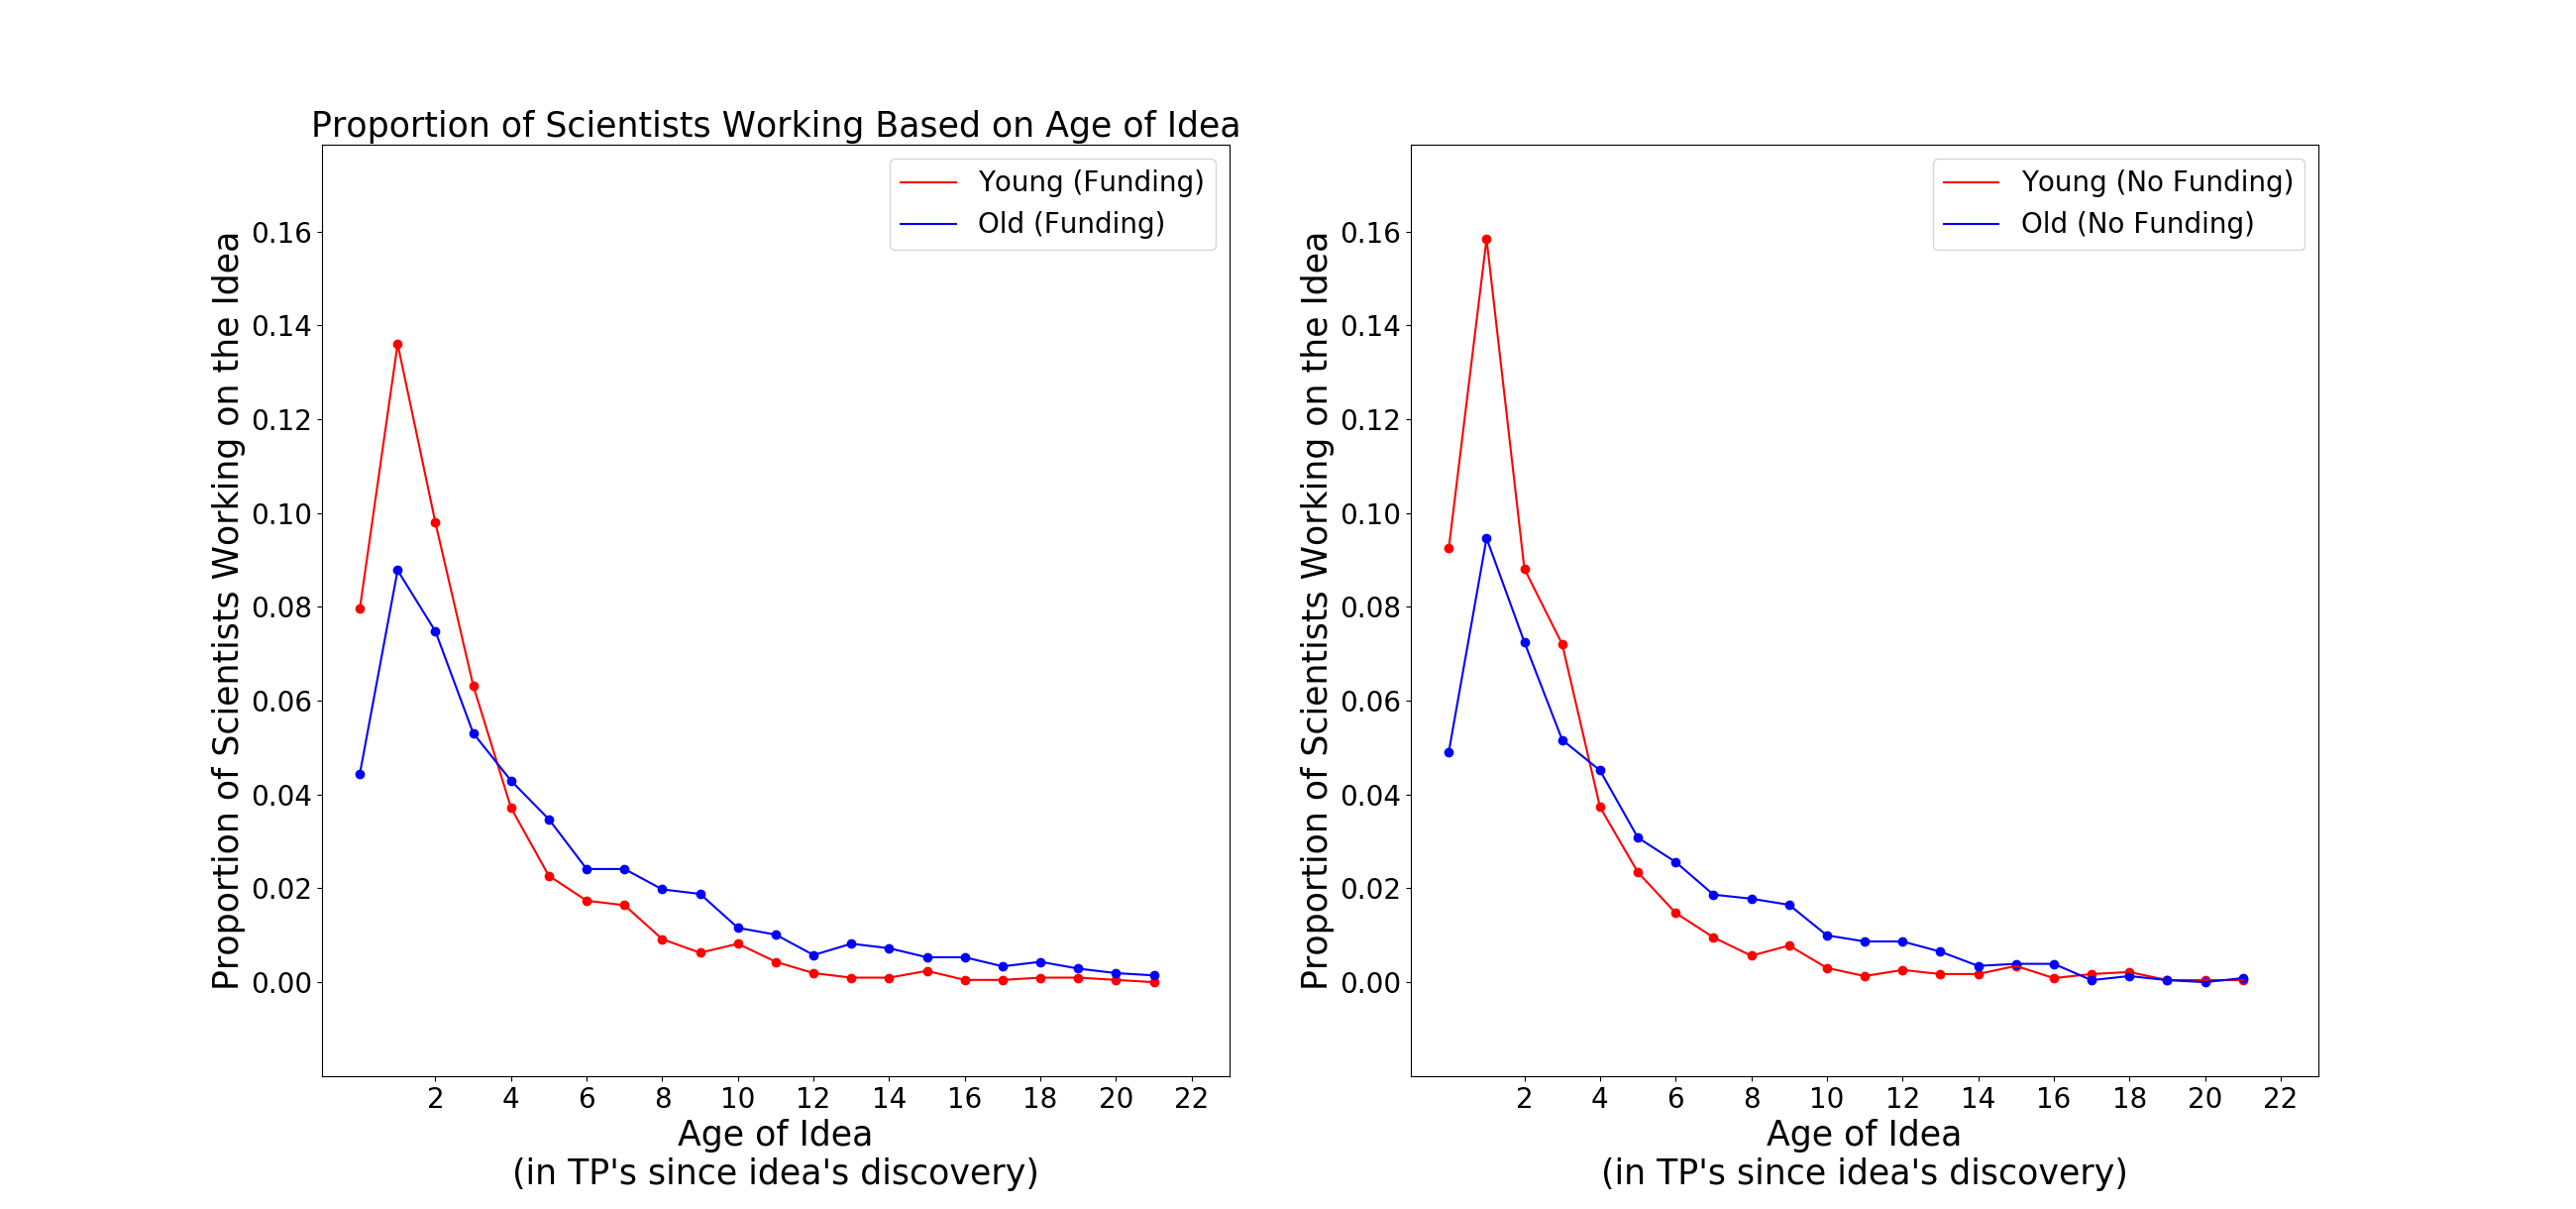 Proportion of Scientists Working Based on Age of Idea
Proportion of Scientists Working on the Idea
0.16
0.14
0.12
0.10
0.08
0.06
0.04
0.02
0.00
Young (Funding)
Old (Funding)
2 4 6 8 10 12 14 16 18 20 22
Age of Idea
(in TP's since idea's discovery)
Proportion of Scientists Working on the Idea
0.16
0.14
0.12
0.10
0.08
0.06
0.04
0.02
0.00
Young (No Funding)
Old (No Funding)
2 4 6 8 10 12 14 16 18 20 22
Age of Idea
(in TP's since idea's discovery)